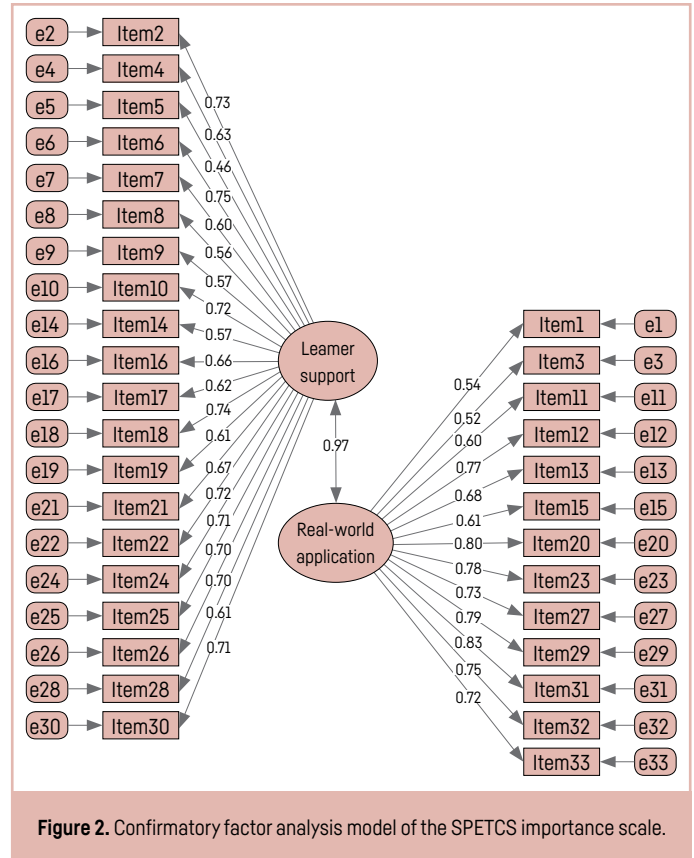 e2 Item2
e4 Item4
e5 Item5
e6 Item6
e7 Item7
e8 Item8
e9 Item9
e10 Item10
e14 Item14
e16 Item16
e17 Item17
e18 Item18
e19 Item19
e21 Item21
e22 Item22
e24 Item24
e25 Item25
e26 Item26
e28 Item28
e30 Item30
0.73
0.63
0.46
0.75
0.60
0.56
0.57
0.72
0.57
0.66
0.62
0.74
0.61
0.67
0.72
0.71
0.70
0.70
0.61
0.71
Leamer
support
0.97
Real-world
application
0.54
0.52
0.60
0.77
0.68
0.61
0.80
0.78
0.73
0.79
0.83
0.75
0.72
Item1 e1
Item3 e3
Item11 e11
Item12 e12
Item13 e13
Item15 e15
Item20 e20
Item23 e23
Item27 e27
Item29 e29
Item31 e31
Item32 e32
Item33 e33
Figure 2. Confirmatory factor analysis model of the SPETCS importance scale.